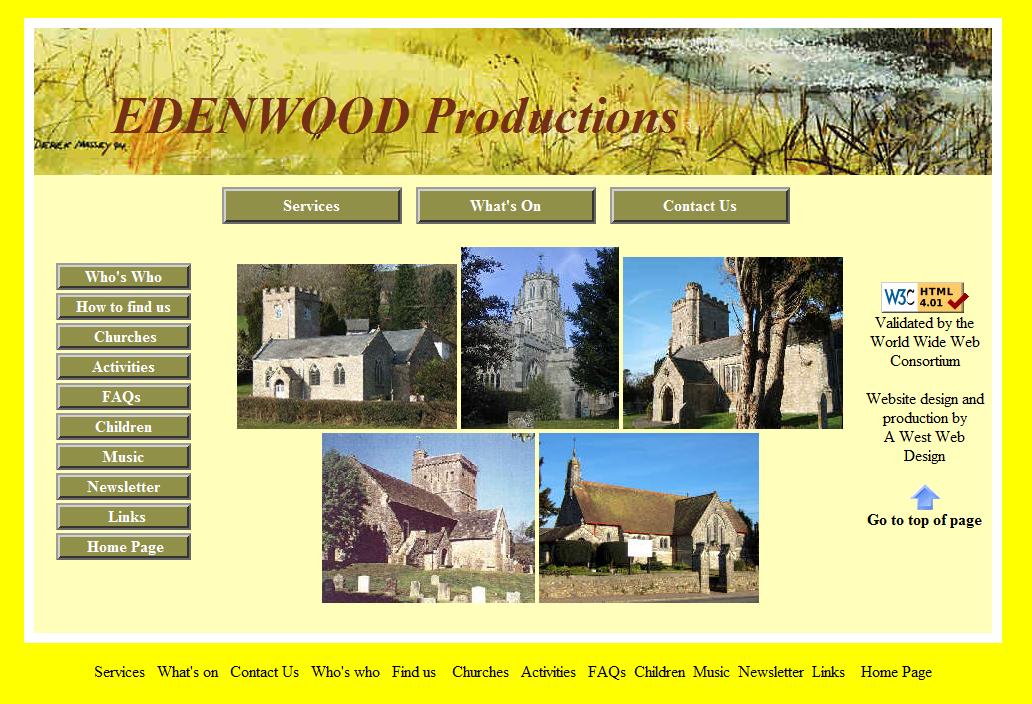 EDENWOOD Productions
DEREK MASSEY 94.
Services
What's On
Contact Us
Who's Who
How to find us
Churches
Activities
FAQs
Children
Music
Newsletter
Links
Home Page
W3C HTML 4.01
Validated by the
World Wide Web
Consortium
Website design and
production by
A West Web
Design
Go to top of page
Services What's on Contact Us Who's who Find us Churches Activities FAQs Children Music Newsletter Links Home Page